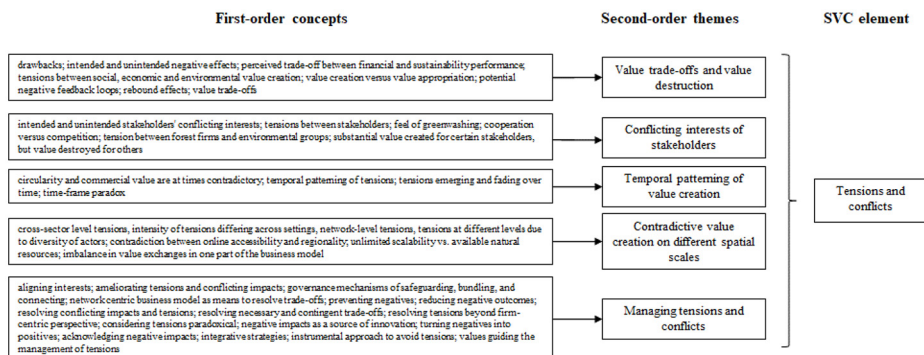 First-order concepts
Second-order themes
SVC element
drawbacks; intended and unintended negative effects; perceived trade-off between financial and sustainability performance;
tensions between social, economic and environmental value creation; value creation versus value appropriation; potential
negative feedback loops; rebound effects; value trade-offs
Value trade-offs and value
destruction
intended and unintended stakeholders' conflicting interests; tensions between stakeholders; feel of greenwashing; cooperation
versus competition; tension between forest firms and environmental groups; substantial value created for certain stakeholders,
but value destroyed for others
Conflicting interests of
stakeholders
circularity and commercial value are at times contradictory; temporal patterning of tensions; tensions emerging and fading over
time; time-frame paradox
Temporal patterning of
value creation
cross-sector level tensions, intensity of tensions differing across settings, network-level tensions, tensions at different levels due
to diversity of actors; contradiction between online accessibility and regionality; unlimited scalability vs. available natural
resources; imbalance in value exchanges in one part of the business model
Contradictive value
creation on different spatial
scales
aligning interests; ameliorating tensions and conflicting impacts; governance mechanisms of safeguarding, bundling, and
connecting; network centric business model as means to resolve trade-offs; preventing negatives; reducing negative outcomes;
resolving conflicting impacts and tensions; resolving necessary and contingent trade-offs; resolving tensions beyond firm-
centric perspective; considering tensions paradoxical; negative impacts as a source of innovation; turning negatives into
positives; acknowledging negative impacts; integrative strategies; instrumental approach to avoid tensions; values guiding the
management of tensions
Managing tensions and
conflicts
Tensions and
conflicts